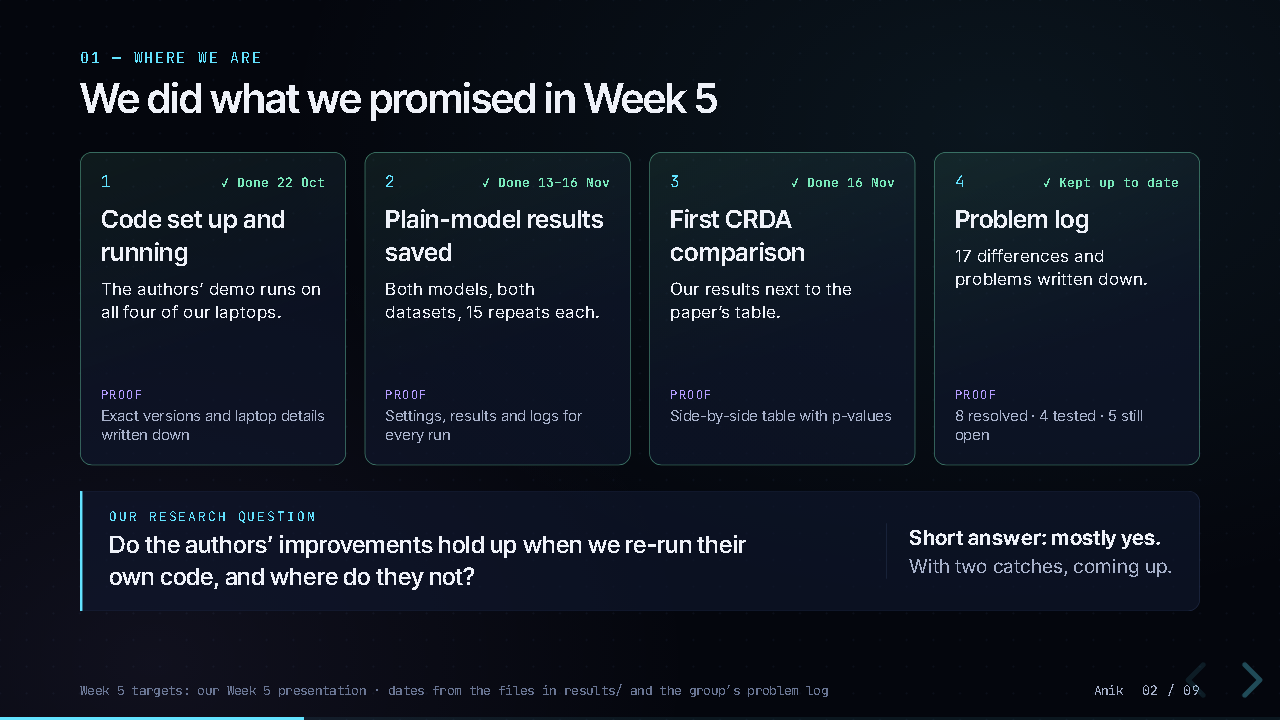 01 — WHERE WE ARE
We did what we promised in Week 5
1
✓ Done 22 Oct
Code set up and
running
The authors’ demo runs on
all four of our laptops.
PROOF
Exact versions and laptop details
written down
2
✓ Done 13–16 Nov
Plain-model results
saved
Both models, both
datasets, 15 repeats each.
PROOF
Settings, results and logs for
every run
3
✓ Done 16 Nov
First CRDA
comparison
Our results next to the
paper’s table.
PROOF
Side-by-side table with p-values
4
✓ Kept up to date
Problem log
17 differences and
problems written down.
PROOF
8 resolved · 4 tested · 5 still
open
OUR RESEARCH QUESTION
Do the authors’ improvements hold up when we re-run their
own code, and where do they not?
Short answer: mostly yes.
With two catches, coming up.
Week 5 targets: our Week 5 presentation · dates from the files in results/ and the group’s problem log
Anik 02 / 09